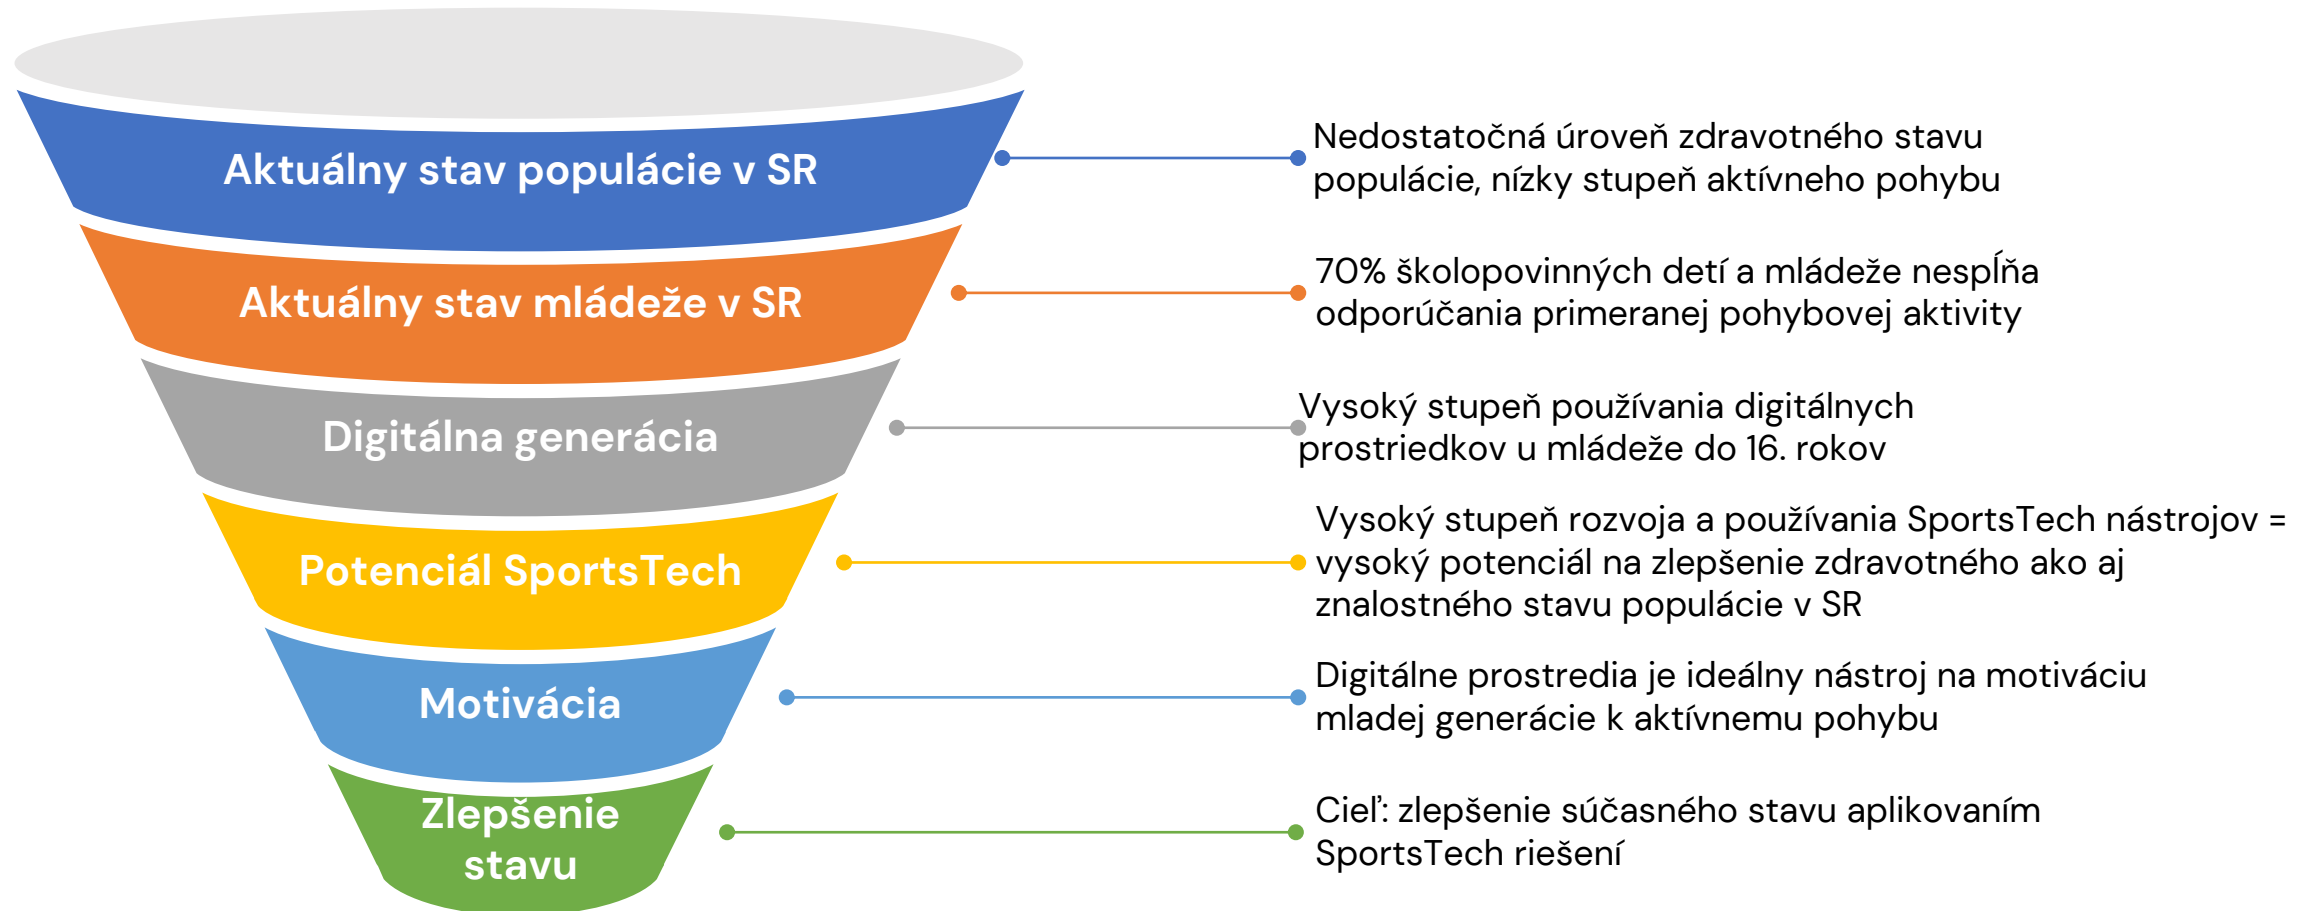 Aktuálny stav populácie v SR
Nedostatočná úroveň zdravotného stavu
populácie, nízky stupeň aktívneho pohybu
Aktuálny stav mládeže v SR
70% školopovinných detí a mládeže nespĺňa
odporúčania primeranej pohybovej aktivity
Digitálna generácia
Vysoký stupeň používania digitálnych
prostriedkov u mládeže do 16. rokov
Potenciál SportsTech
Vysoký stupeň rozvoja a používania SportsTech nástrojov =
vysoký potenciál na zlepšenie zdravotného ako aj
znalostného stavu populácie v SR
Motivácia
Digitálne prostredia je ideálny nástroj na motiváciu
mladej generácie k aktívnemu pohybu
Zlepšenie
stavu
Cieľ: zlepšenie súčasného stavu aplikovaním
SportsTech riešení